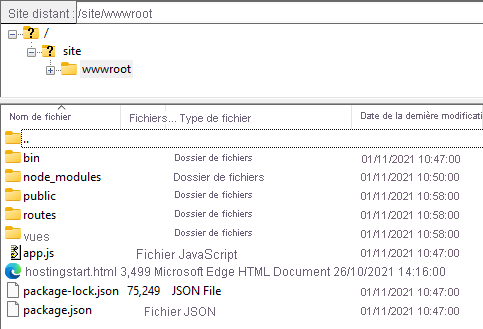 Site distant : /site/wwwroot
/
site
wwwroot
Nom de fichier Fichiers... Type de fichier Date de la dernière modificati
..
bin Dossier de fichiers 01/11/2021 10:47:00
node_modules Dossier de fichiers 01/11/2021 10:50:00
public Dossier de fichiers 01/11/2021 10:58:00
routes Dossier de fichiers 01/11/2021 10:58:00
vues Dossier de fichiers 01/11/2021 10:58:00
app.js Fichier JavaScript 01/11/2021 10:47:00
hostingstart.html 3,499 Microsoft Edge HTML Document 26/10/2021 14:16:00
package-lock.json 75,249 JSON File 01/11/2021 10:47:00
package.json Fichier JSON 01/11/2021 10:47:00